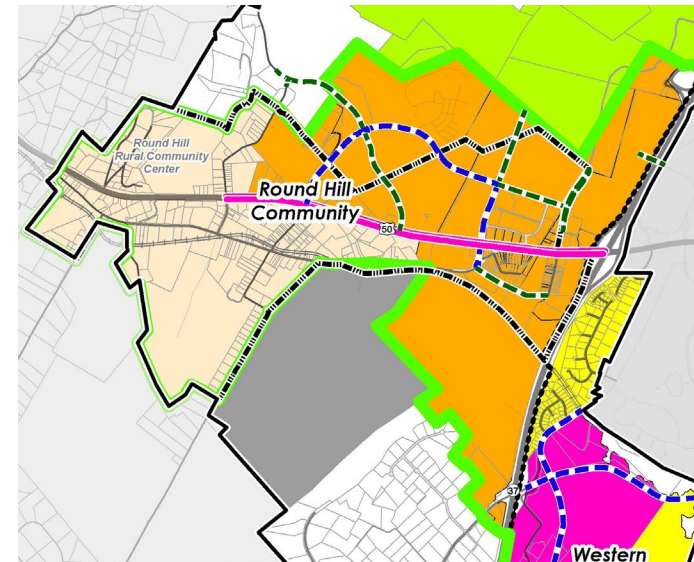 Round Hill
Rural Community
Center
Round Hill
Community
50
37
Western